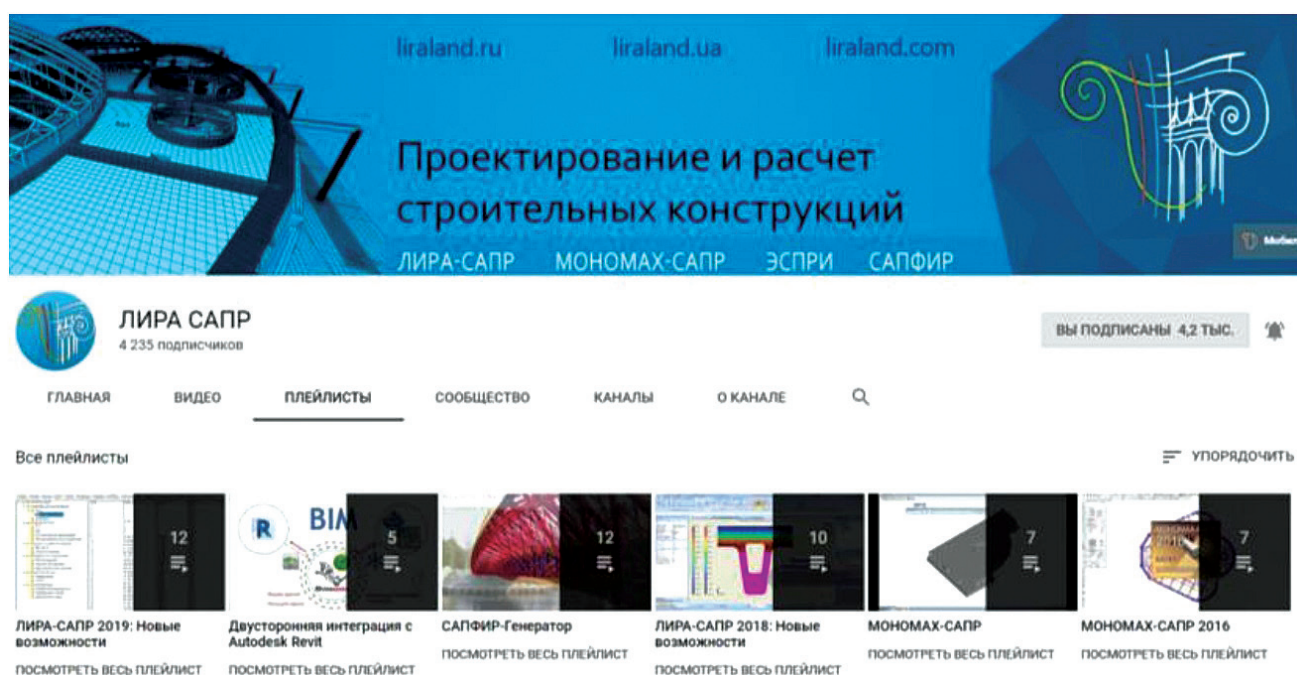 liraland.ru liraland.ua liraland.com
Проектирование и расчет
строительных конструкций
ЛИРА-САПР МОНОМАХ-САПР ЭСПРИ САПФИР
ЛИРА САПР
4 235 подписчиков
ВЫ ПОДПИСАНЫ 4,2 ТЫС.
ГЛАВНАЯ ВИДЕО ПЛЕЙЛИСТЫ СООБЩЕСТВО КАНАЛЫ О КАНАЛЕ
Все плейлисты
УПОРЯДОЧИТЬ
12
R BIM 5
12
10
7
МОНОМАХ 2016 7
ЛИРА-САПР 2019: Новые
возможности
ПОСМОТРЕТЬ ВЕСЬ ПЛЕЙЛИСТ
Двусторонняя интеграция с
Autodesk Revit
ПОСМОТРЕТЬ ВЕСЬ ПЛЕЙЛИСТ
САПФИР-Генератор
ПОСМОТРЕТЬ ВЕСЬ ПЛЕЙЛИСТ
ЛИРА-САПР 2018: Новые
возможности
ПОСМОТРЕТЬ ВЕСЬ ПЛЕЙЛИСТ
МОНОМАХ-САПР
ПОСМОТРЕТЬ ВЕСЬ ПЛЕЙЛИСТ
МОНОМАХ-САПР 2016
ПОСМОТРЕТЬ ВЕСЬ ПЛЕЙЛИСТ